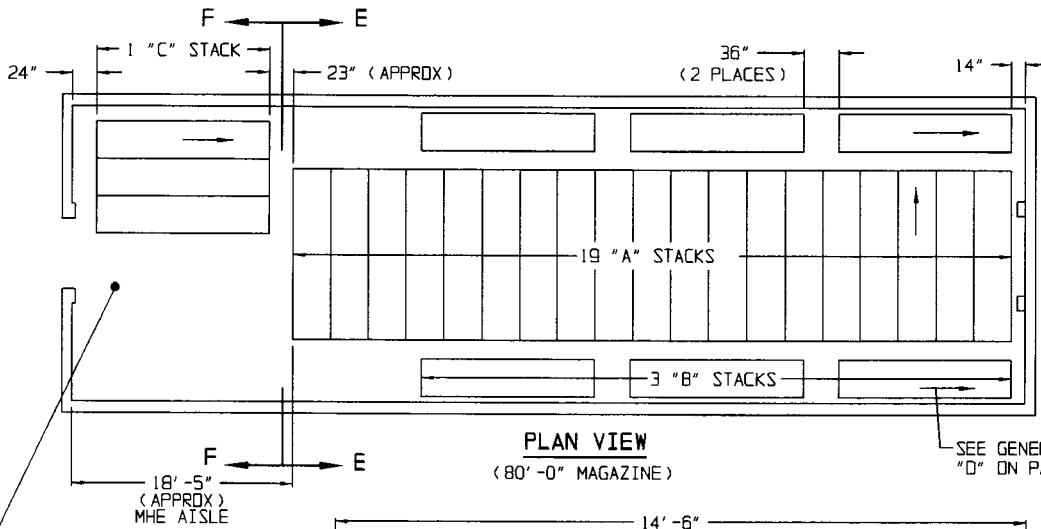 F E
1 "C" STACK
24"
23" (APPROX)
36"
(2 PLACES)
14"
19 "A" STACKS
3 "B" STACKS
F E
PLAN VIEW
(80'-0" MAGAZINE)
18'-5"
(APPROX)
MHE AISLE
SEE GENE
"D" ON P
14'-6"